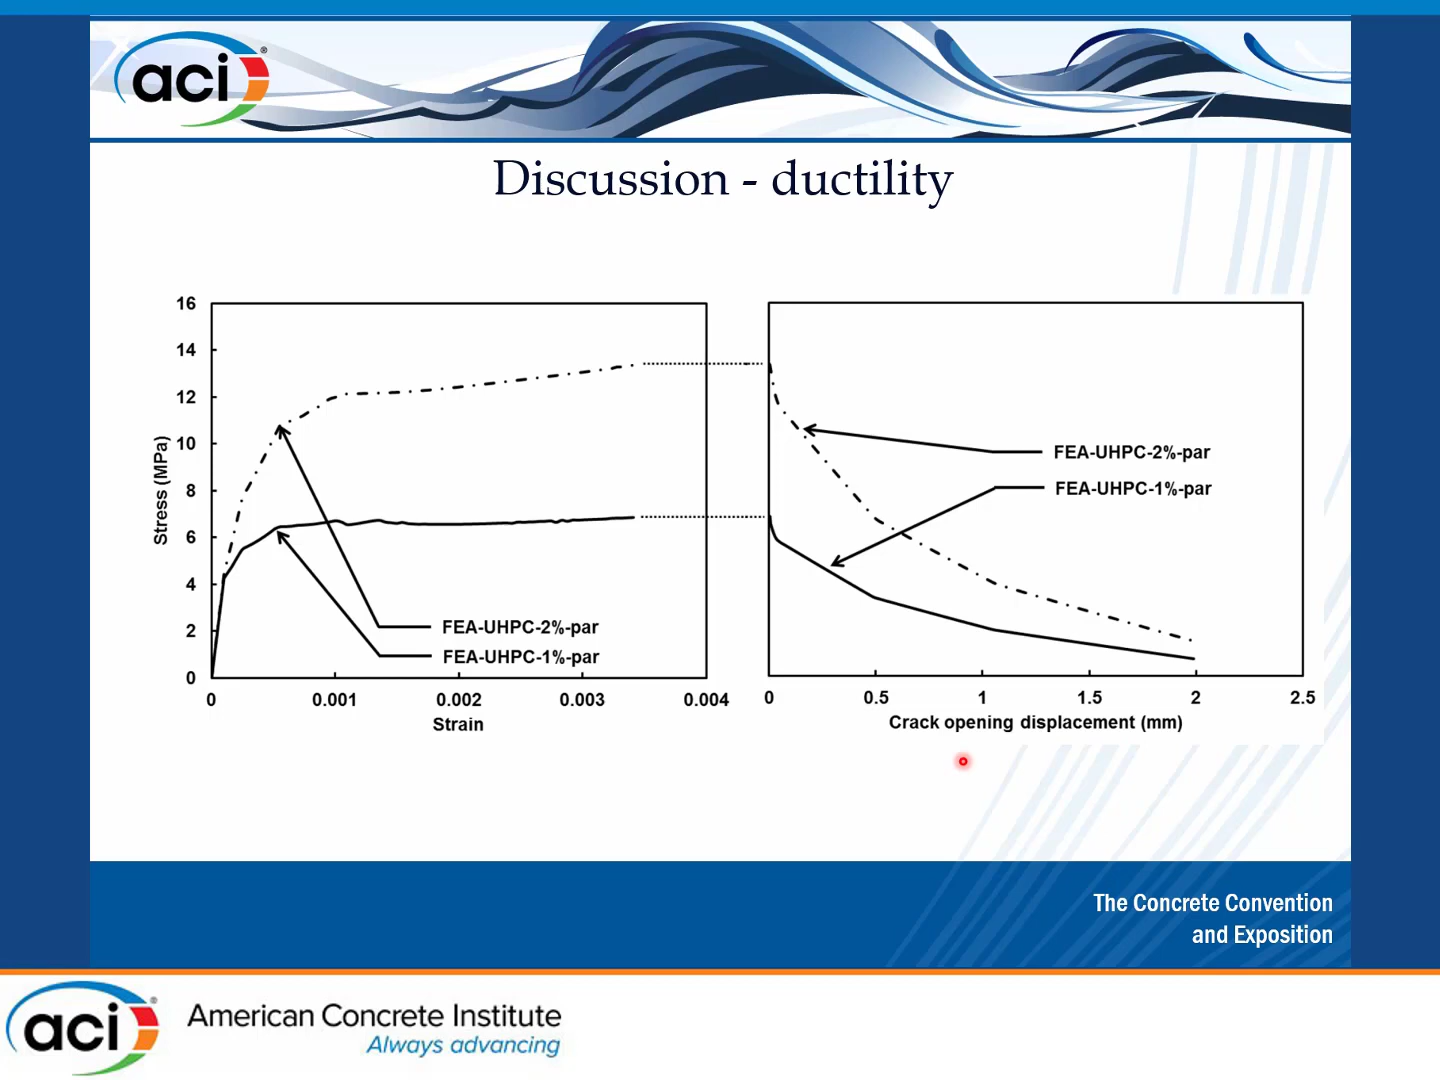 aci®
Discussion - ductility
16
14
12
10
8
6
4
2
0
Stress (MPa)
0
0.001
0.002
0.003
0.004
Strain
FEA-UHPC-2%-par
FEA-UHPC-1%-par
FEA-UHPC-2%-par
FEA-UHPC-1%-par
0
0.5
1
1.5
2
2.5
Crack opening displacement (mm)
The Concrete Convention
and Exposition
aci®
American Concrete Institute
Always advancing